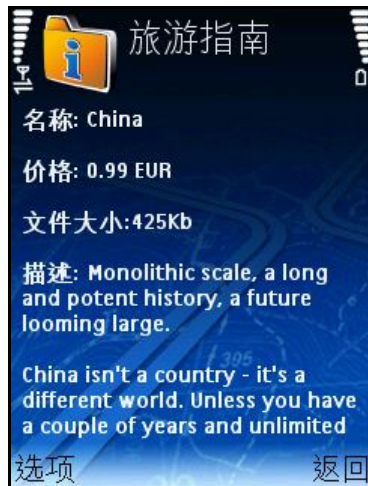 旅游指南
名称: China
价格: 0.99 EUR
文件大小:425Kb
描述: Monolithic scale, a long
and potent history, a future
looming large.
395
China isn't a country - it's a
different world. Unless you have
a couple of years and unlimited
选项 返回